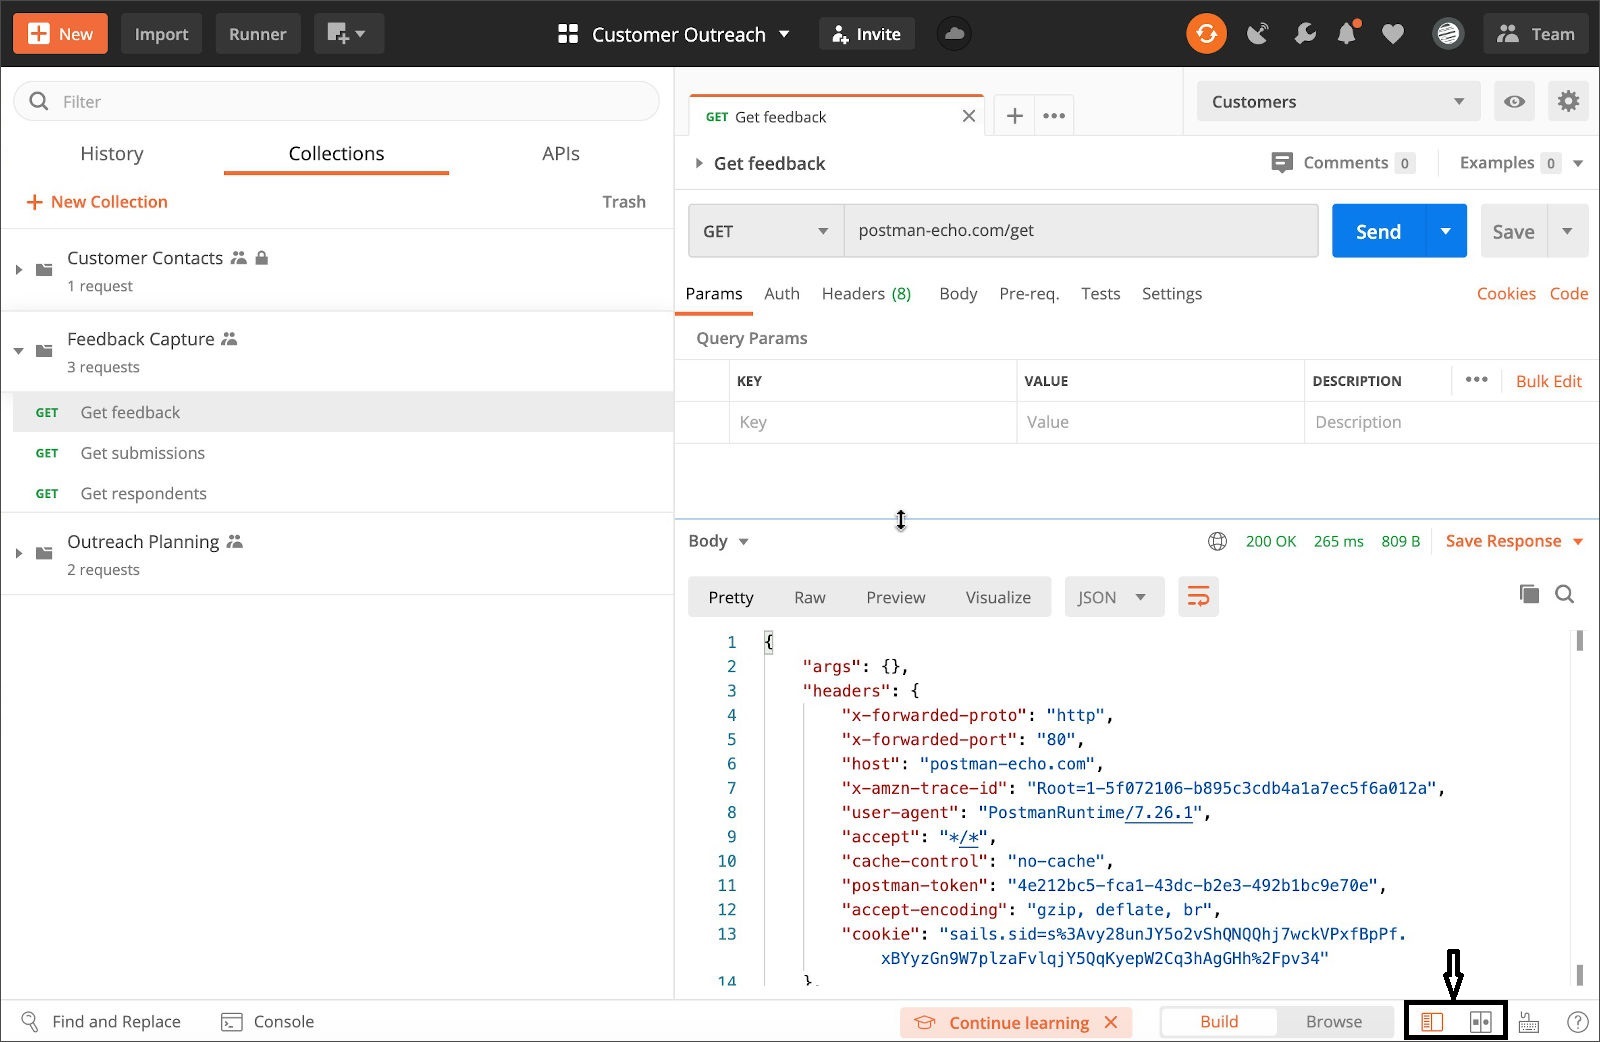 New
Import
Runner
Customer Outreach
Invite
Team
Filter
History
Collections
APIs
+ New Collection
Trash
Customer Contacts
1 request
Feedback Capture
3 requests
GET Get feedback
GET Get submissions
GET Get respondents
Outreach Planning
2 requests
GET Get feedback
Customers
Get feedback
Comments 0
Examples 0
GET
postman-echo.com/get
Send
Save
Params
Auth
Headers (8)
Body
Pre-req.
Tests
Settings
Cookies
Code
Query Params
KEY
VALUE
DESCRIPTION
Bulk Edit
Key
Value
Description
Body
200 OK
265 ms
809 B
Save Response
Pretty
Raw
Preview
Visualize
JSON
1 {
2 "args": {},
3 "headers": {
4 "x-forwarded-proto": "http",
5 "x-forwarded-port": "80",
6 "host": "postman-echo.com",
7 "x-amzn-trace-id": "Root=1-5f072106-b895c3cdb4a1a7ec5f6a012a",
8 "user-agent": "PostmanRuntime/7.26.1",
9 "accept": "*/*",
10 "cache-control": "no-cache",
11 "postman-token": "4e212bc5-fca1-43dc-b2e3-492b1bc9e70e",
12 "accept-encoding": "gzip, deflate, br",
13 "cookie": "sails.sid=s%3Avy28unJY5o2vShQNQQhj7wckVPxfBpPf.
xBYyzGn9W7plzaFvlqjY5QqKyepW2Cq3hAgGHh%2Fpv34"
14 },
Find and Replace
Console
Continue learning
Build
Browse